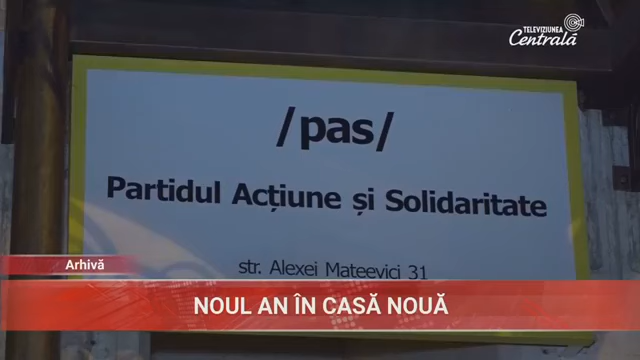 TELEVIZIUNEA
Centrală
/pas/
Partidul Acțiune și Solidaritate
str. Alexei Mateevici 31
Arhivă
NOUL AN ÎN CASĂ NOUĂ